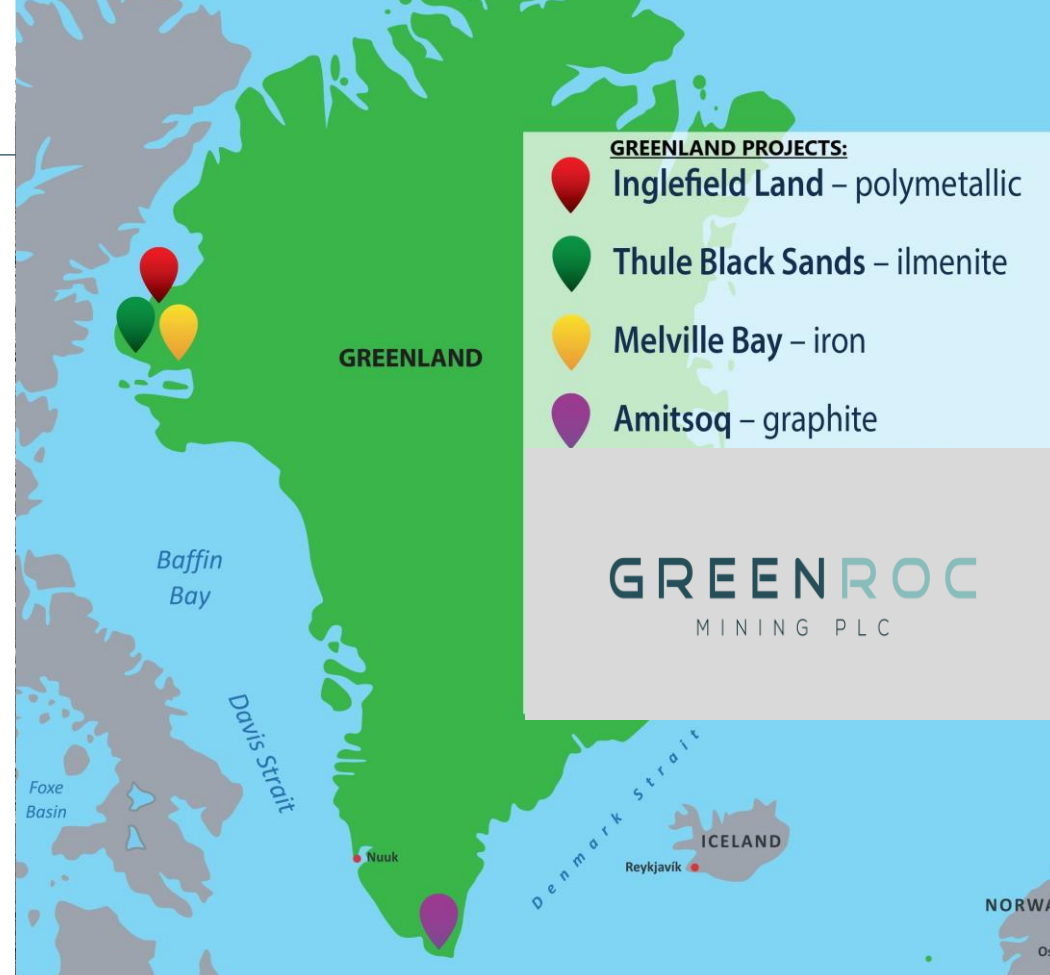 GREENLAND PROJECTS:
Inglefield Land – polymetallic
Thule Black Sands – ilmenite
Melville Bay – iron
Amitsoq – graphite
GREENLAND
GREENROC
MINING PLC
Baffin
Bay
Davis Strait
Foxe
Basin
Denmark Strait
Nuuk
ICELAND
Reykjavík